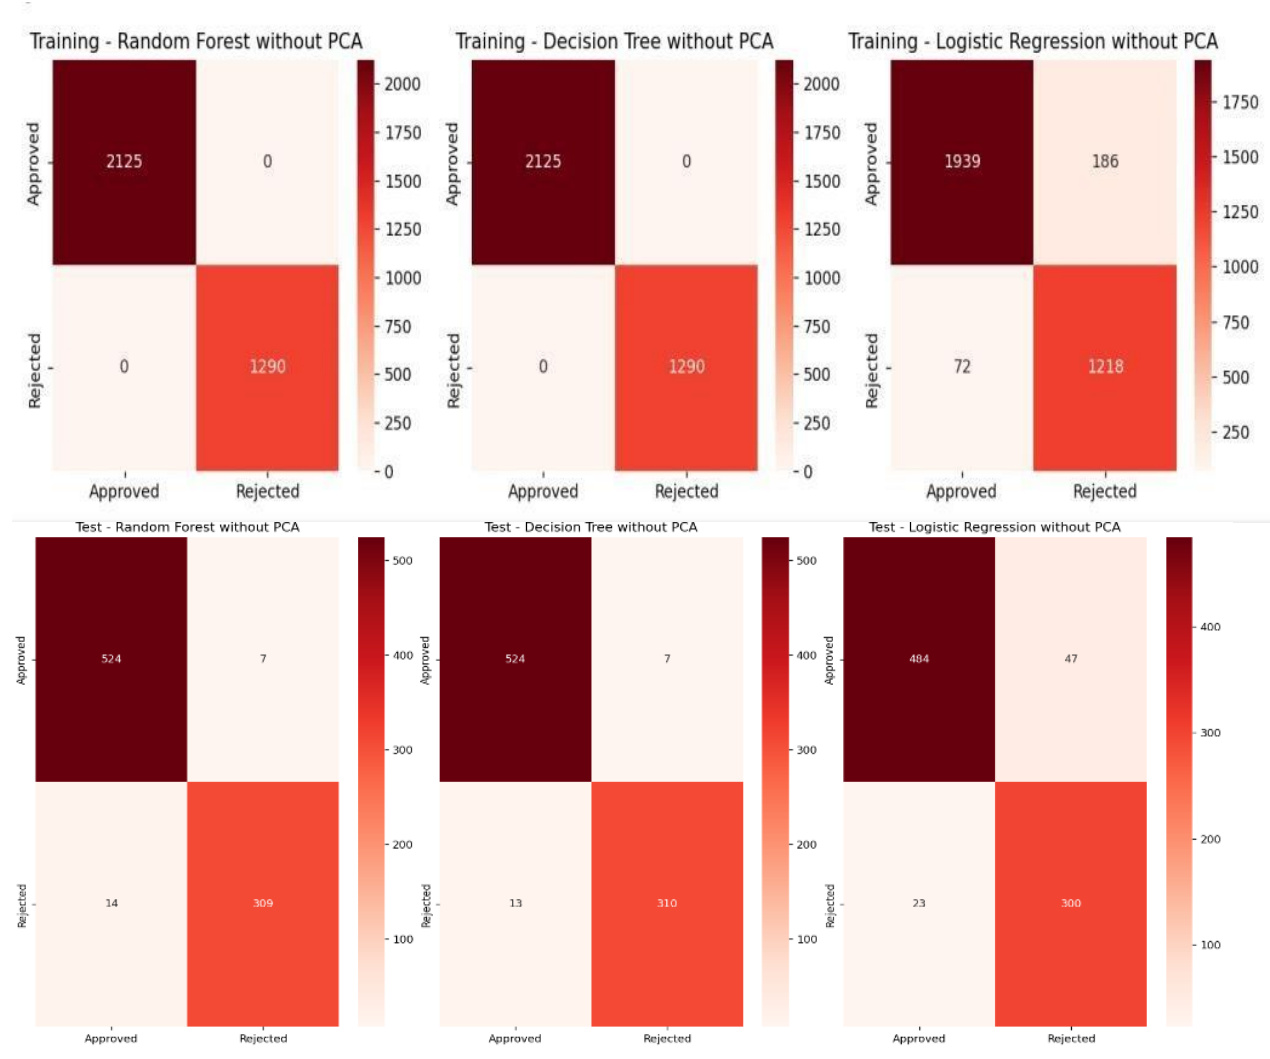 Training - Random Forest without PCA
Approved
Rejected
2125
0
0
1290
Approved
Rejected
2000
1750
1500
1250
1000
750
500
250
0
Training - Decision Tree without PCA
Approved
Rejected
2125
0
0
1290
Approved
Rejected
2000
1750
1500
1250
1000
750
500
250
0
Training - Logistic Regression without PCA
Approved
Rejected
1939
186
72
1218
Approved
Rejected
1750
1500
1250
1000
750
500
250
Test - Random Forest without PCA
Approved
Rejected
524
7
14
309
Approved
Rejected
500
400
300
200
100
Test - Decision Tree without PCA
Approved
Rejected
524
7
13
310
Approved
Rejected
500
400
300
200
100
Test - Logistic Regression without PCA
Approved
Rejected
484
47
23
300
Approved
Rejected
400
300
200
100